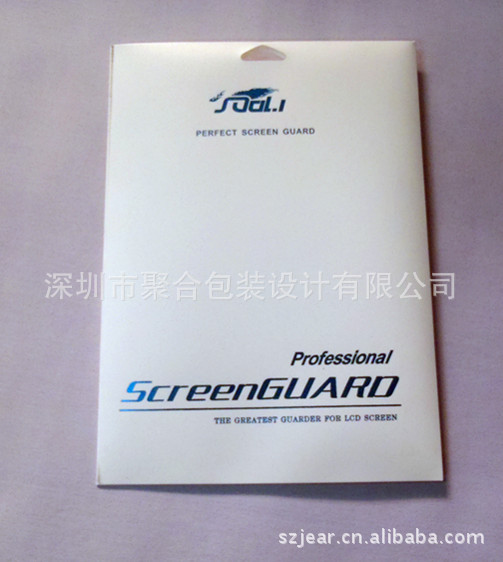 PERFECT SCREEN GUARD
深圳市聚合包装设计有限公司
Professional
ScreenGUARD
THE GREATEST GUARDER FOR LCD SCREEN
szjear.cn.alibaba.com